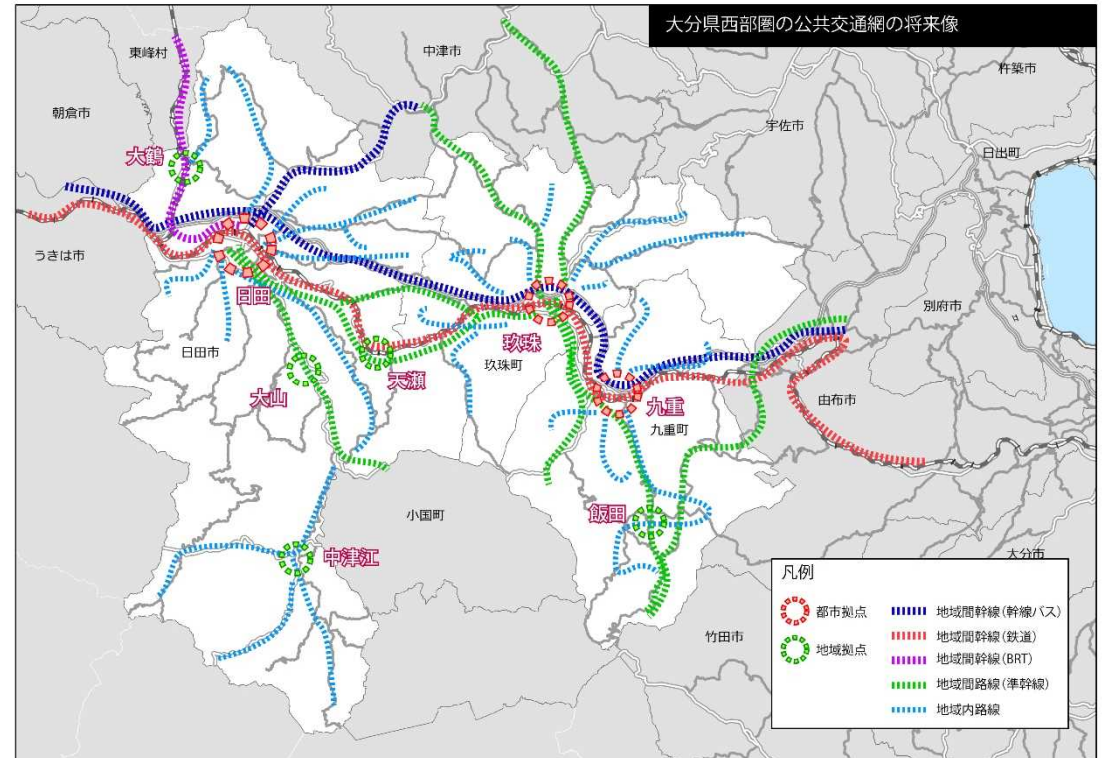 大分県西部圏の公共交通網の将来像
東峰村
中津市
杵築市
朝倉市
宇佐市
大鶴
日出町
うきは市
別府市
日田
玖珠
日田市
天瀬
玖珠町
大山
九重
由布市
九重町
飯田
小国町
大分市
中津江
竹田市
凡例
都市拠点
地域拠点
地域間幹線(幹線バス)
地域間幹線(鉄道)
地域間幹線(BRT)
地域間路線(準幹線)
地域内路線